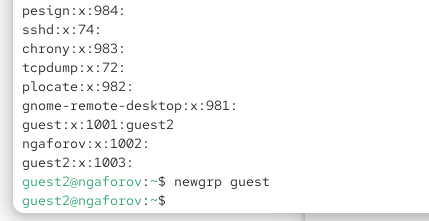 pesign:x:984:
sshd:x:74:
chrony:x:983:
tcpdump:x:72:
plocate:x:982:
gnome-remote-desktop:x:981:
guest:x:1001:guest2
ngaforov:x:1002:
guest2:x:1003:
guest2@ngaforov:~$ newgrp guest
guest2@ngaforov:~$